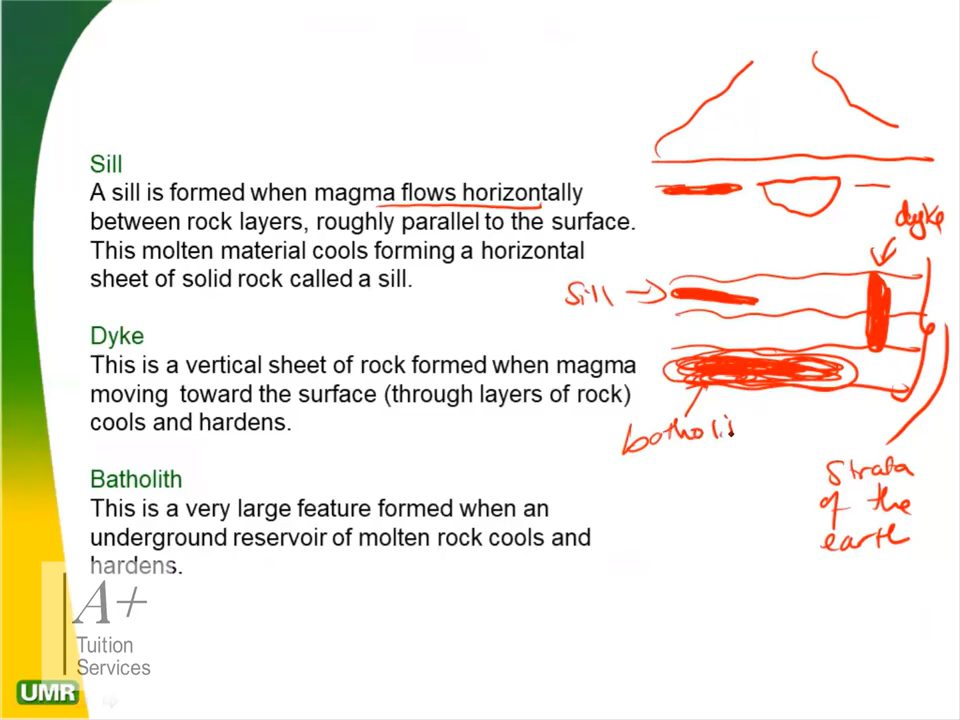 Sill
A sill is formed when magma flows horizontally
between rock layers, roughly parallel to the surface.
This molten material cools forming a horizontal
sheet of solid rock called a sill.
Dyke
This is a vertical sheet of rock formed when magma
moving toward the surface (through layers of rock)
cools and hardens.
Batholith
This is a very large feature formed when an
underground reservoir of molten rock cools and
hardens.
dyke
Sill
botholi
Strata
of the
earth
A+
Tuition
Services
UMR